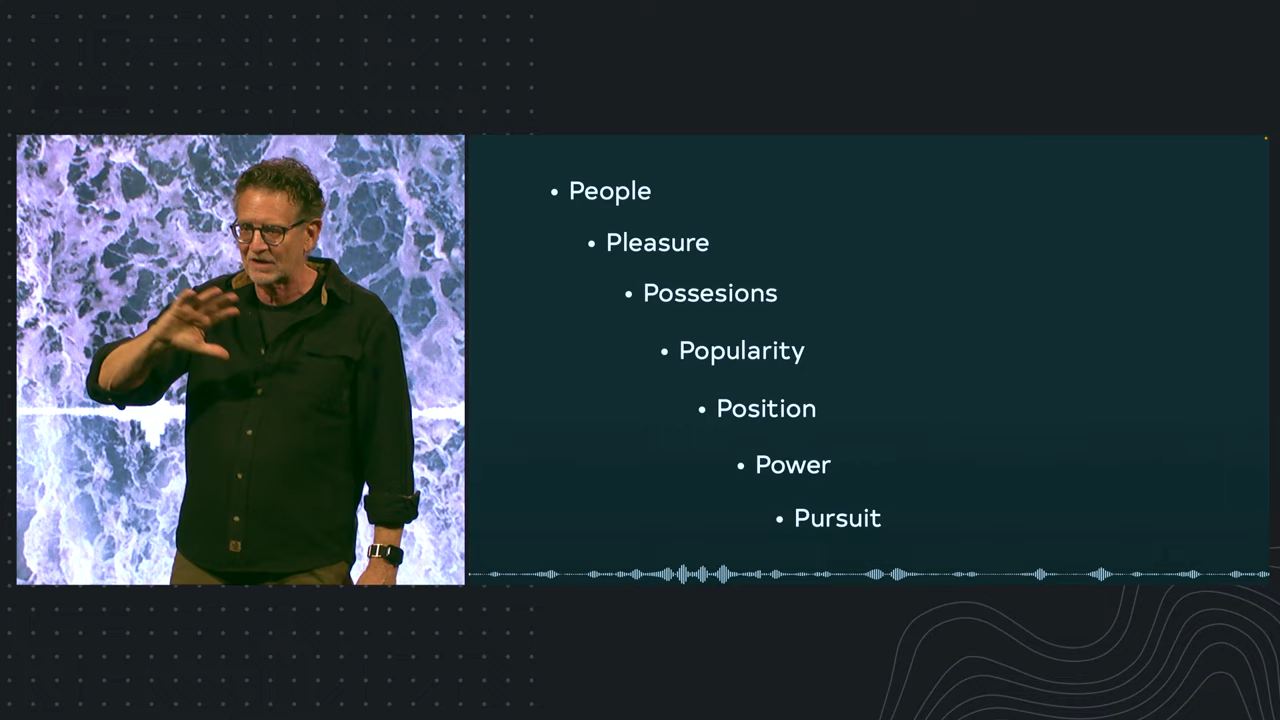 • People
• Pleasure
• Possesions
• Popularity
• Position
• Power
• Pursuit